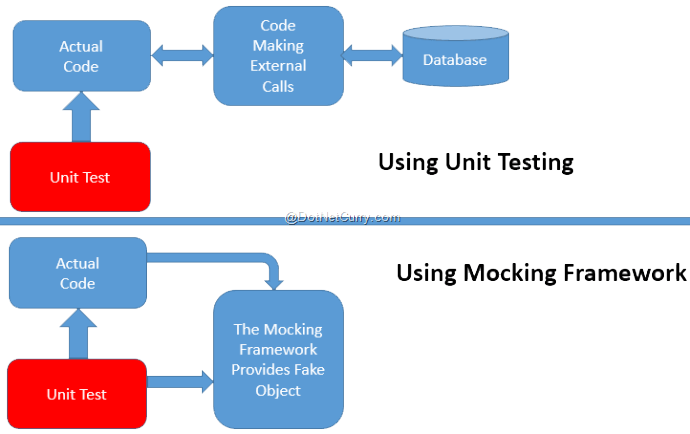 Actual
Code
Code
Making
External
Calls
Database
Unit Test
Using Unit Testing
@DotNetCurry.com
Actual
Code
Using Mocking Framework
The Mocking
Framework
Provides Fake
Object
Unit Test